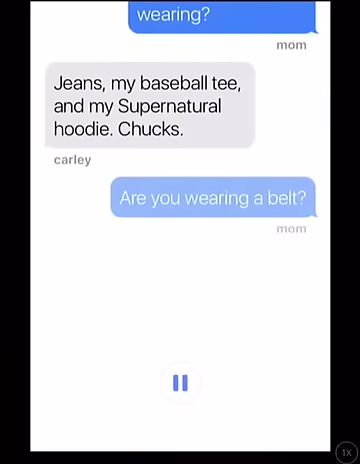 wearing?
mom
Jeans, my baseball tee,
and my Supernatural
hoodie. Chucks.
carley
Are you wearing a belt?
mom
1X